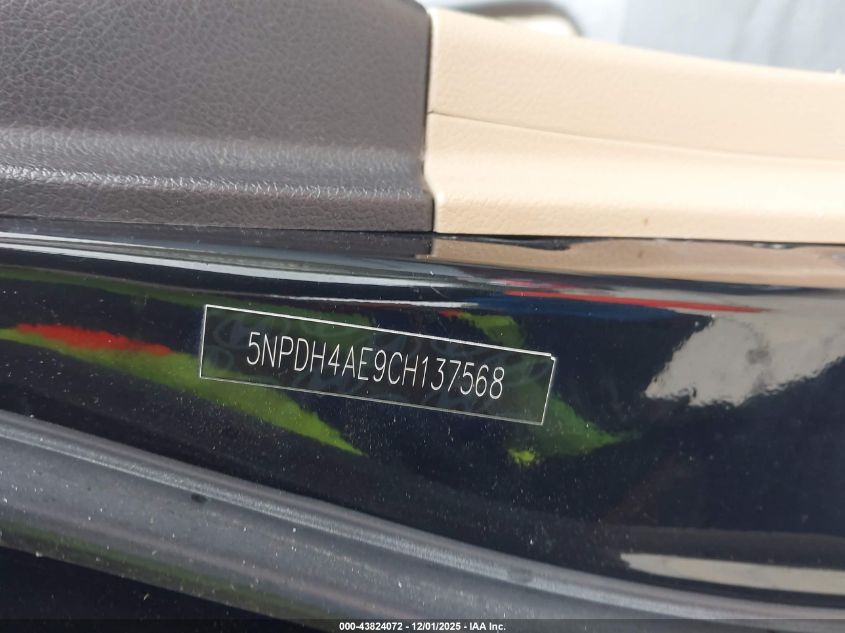 5NPDH4AE9CH137568
000-43824072 - 12/01/2025 - IAA Inc.